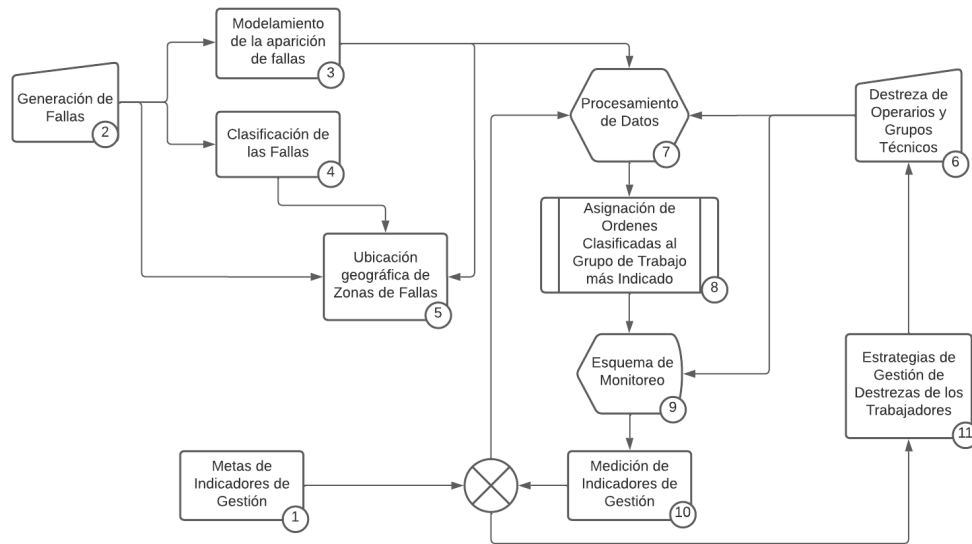 Modelamiento
de la aparición
de fallas
3
Generación de
Fallas
2
Clasificación de
las Fallas
4
Ubicación
geográfica de
Zonas de Fallas
5
Procesamiento
de Datos
7
Destreza de
Operarios y
Grupos
Técnicos
6
Asignación de
Ordenes
Clasificadas al
Grupo de Trabajo
más Indicado
8
Esquema de
Monitoreo
9
Estrategias de
Gestión de
Destrezas de los
Trabajadores
11
Metas de
Indicadores de
Gestión
1
Medición de
Indicadores de
Gestión
10